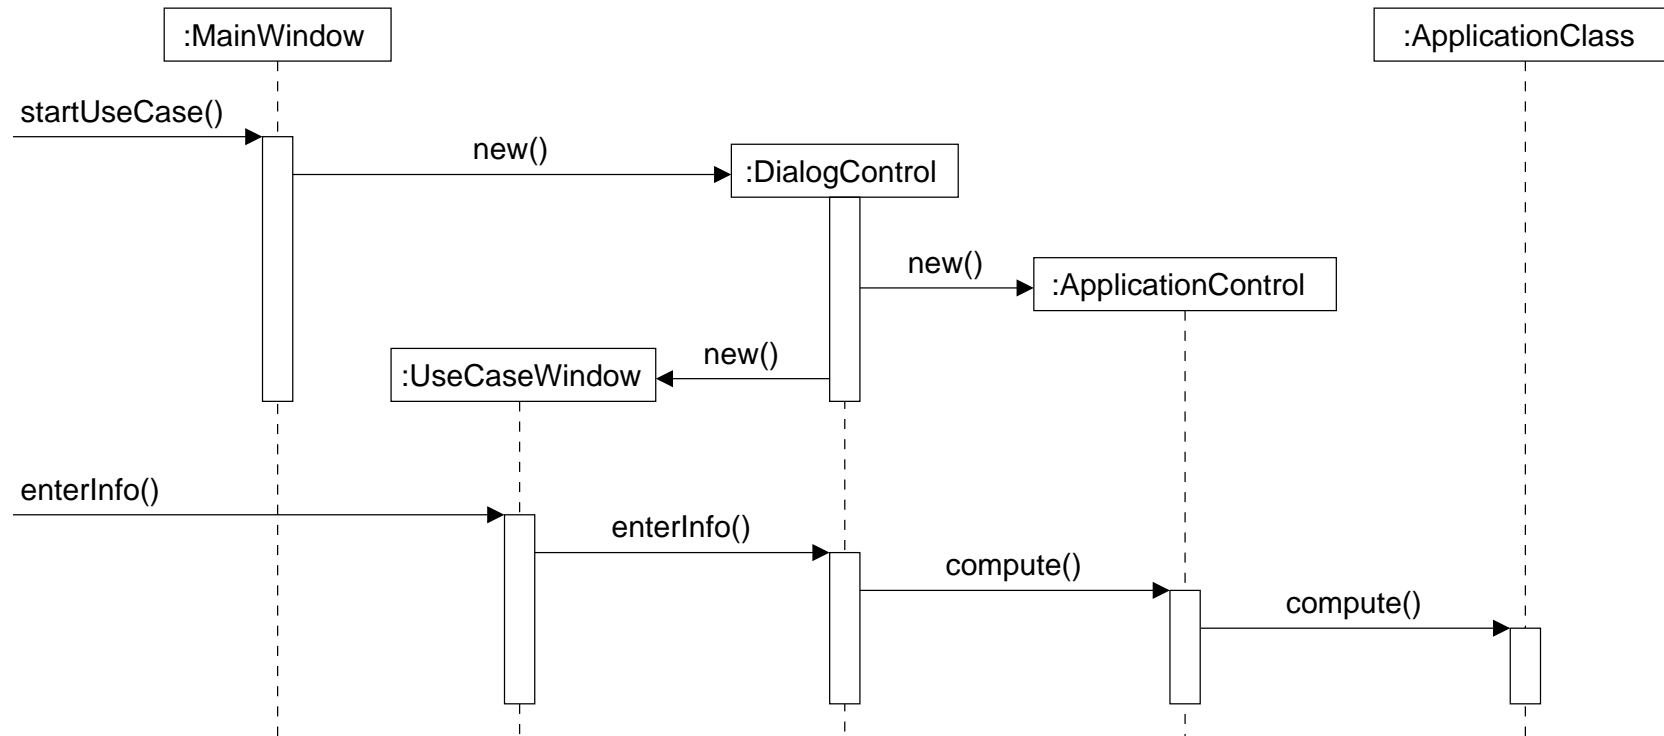 :MainWindow
:ApplicationClass
startUseCase()
new()
:DialogControl
new()
:ApplicationControl
new()
:UseCaseWindow
enterInfo()
enterInfo()
compute()
compute()